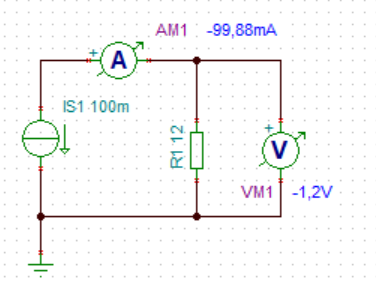 AM1 -99,88mA
+
A
IS1 100m
R1 12
+
V
VM1 -1,2V